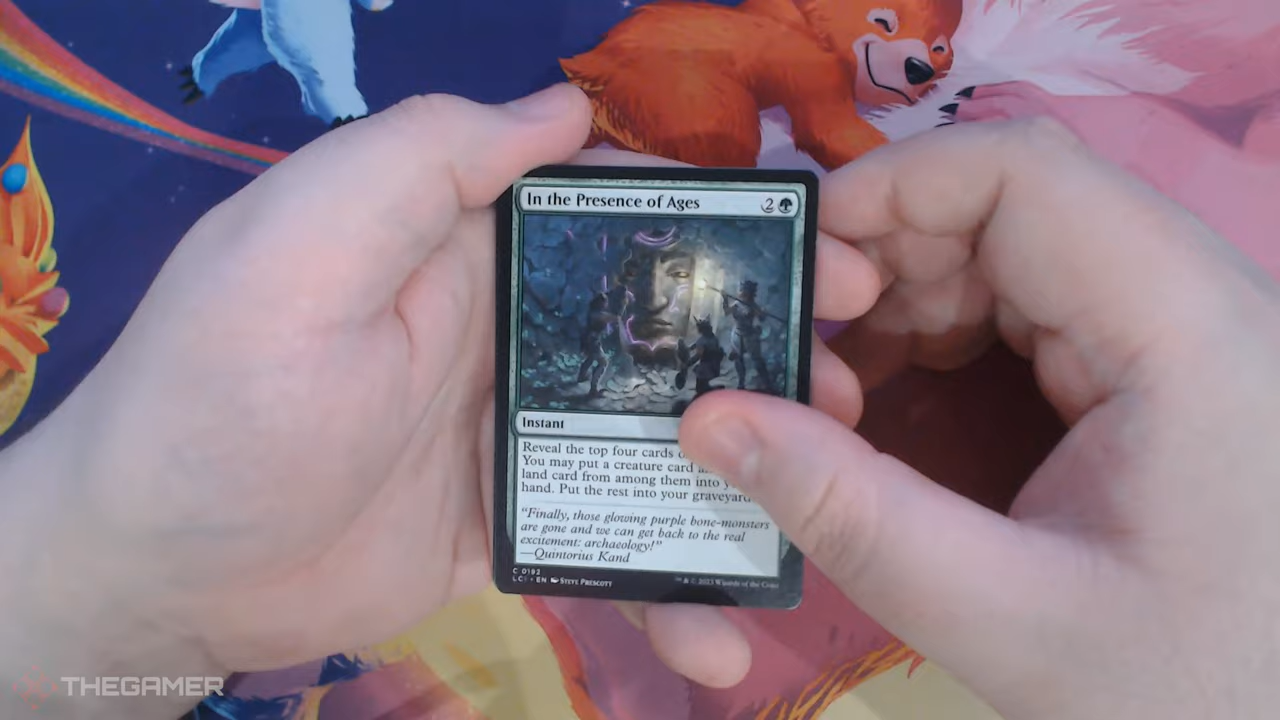 In the Presence of Ages 2
Instant
Reveal the top four cards
You may put a creature card
land card from among them into
hand. Put the rest into your graveyard
"Finally, those glowing purple bone-monsters
are gone and we can get back to the real
excitement: archaeology!"
—Quintorius Kand
C 0192
LCI • EN Steve Prescott ™ & © 2023 Wizards of the Coast
THEGAMER